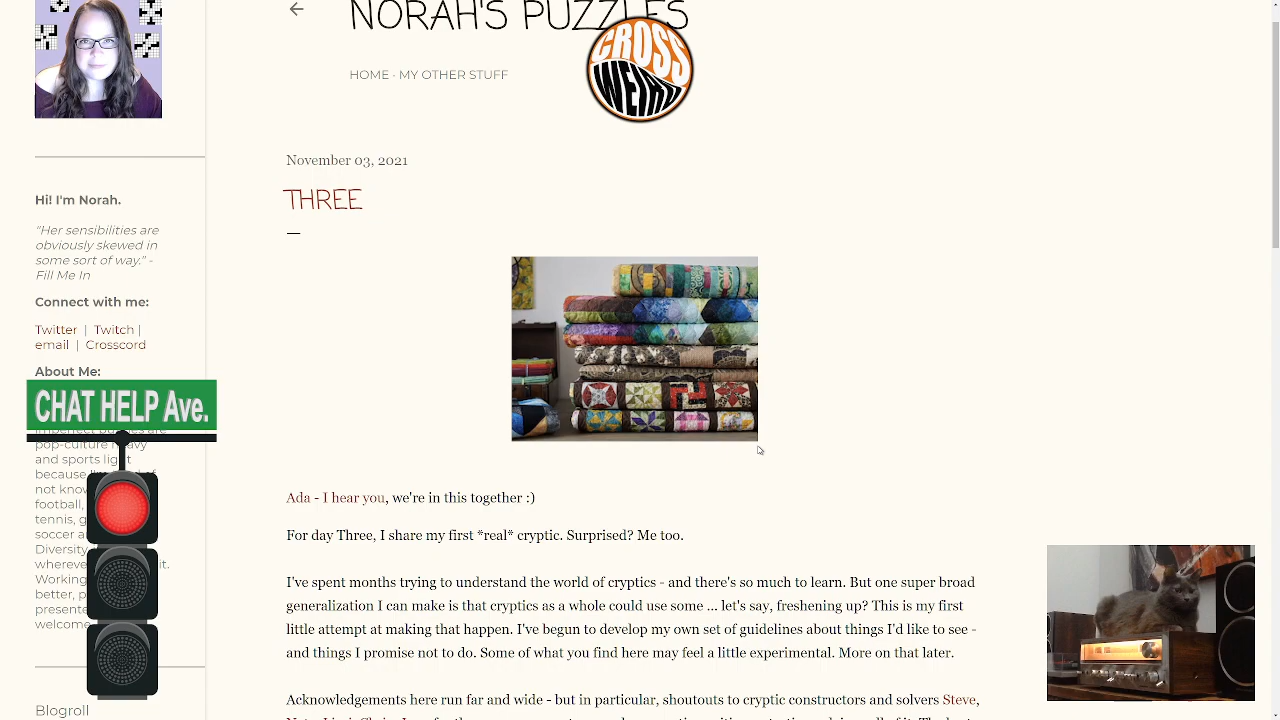 NORAH'S PUZZLES
CROSS
WEIRD
HOME · MY OTHER STUFF
Hi! I'm Norah.
"Her sensibilities are
obviously skewed in
some sort of way." -
Fill Me In
Connect with me:
Twitter | Twitch |
email | Crosscord
About Me:
CHAT HELP Ave.
pop-culture heavy
and sports light
because
not
football,
tennis,
soccer
Diversity
wherever it.
Working
better,
welcome
Blogroll
November 03, 2021
THREE
Ada - I hear you, we're in this together :)
For day Three, I share my first *real* cryptic. Surprised? Me too.
I've spent months trying to understand the world of cryptics - and there's so much to learn. But one super broad
generalization I can make is that cryptics as a whole could use some ... let's say, freshening up? This is my first
little attempt at making that happen. I've begun to develop my own set of guidelines about things I'd like to see -
and things I promise not to do. Some of what you find here may feel a little experimental. More on that later.
Acknowledgements here run far and wide - but in particular, shoutouts to cryptic constructors and solvers Steve,